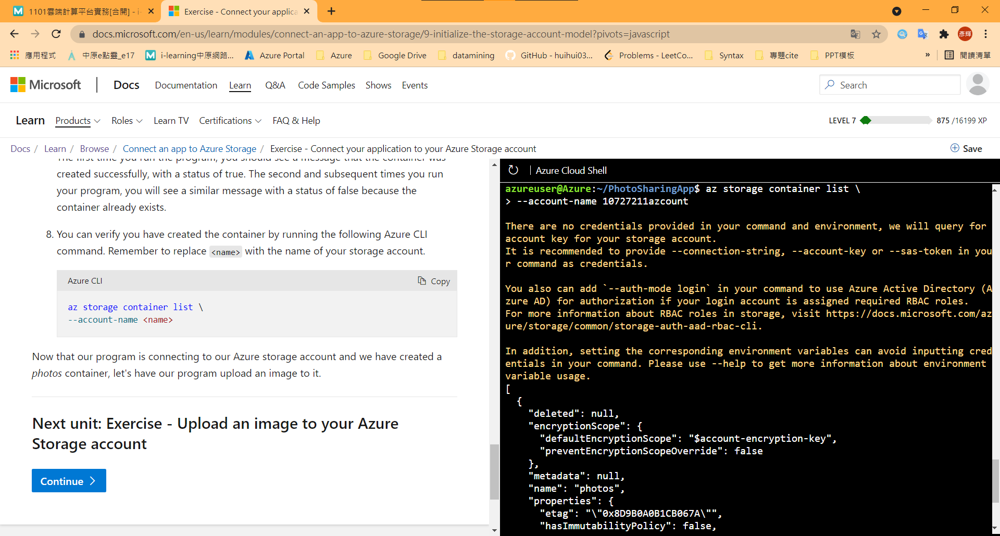 1101雲端計算平台實務[合開] - i-
Exercise - Connect your applica
docs.microsoft.com/en-us/learn/modules/connect-an-app-to-azure-storage/9-initialize-the-storage-account-model?pivots=javascript
彥輝
應用程式
中原e點靈_e17
i-learning中原網路...
Azure Portal
Azure
Google Drive
datamining
GitHub - huihui03...
Problems - LeetCo...
Syntax
專題cite
PPT模板
»
閱讀清單
Microsoft
Docs
Documentation
Learn
Q&A
Code Samples
Shows
Events
Search
Learn
Products
Roles
Learn TV
Certifications
FAQ & Help
LEVEL 7
875 /16199 XP
Docs / Learn / Browse / Connect an app to Azure Storage / Exercise - Connect your application to your Azure Storage account
Save
The first time you run the program, you should see a message that the container was
created successfully, with a status of true. The second and subsequent times you run
your program, you will see a similar message with a status of false because the
container already exists.
8. You can verify you have created the container by running the following Azure CLI
command. Remember to replace <name> with the name of your storage account.
Azure CLI
Copy
az storage container list \
--account-name <name>
Now that our program is connecting to our Azure storage account and we have created a
photos container, let's have our program upload an image to it.
Next unit: Exercise - Upload an image to your Azure
Storage account
Continue
Azure Cloud Shell
azureuser@Azure:~/PhotoSharingApp$ az storage container list \
> --account-name 10727211azcount
There are no credentials provided in your command and environment, we will query for
account key for your storage account.
It is recommended to provide --connection-string, --account-key or --sas-token in you
r command as credentials.
You also can add `--auth-mode login` in your command to use Azure Active Directory (A
zure AD) for authorization if your login account is assigned required RBAC roles.
For more information about RBAC roles in storage, visit https://docs.microsoft.com/az
ure/storage/common/storage-auth-aad-rbac-cli.
In addition, setting the corresponding environment variables can avoid inputting cred
entials in your command. Please use --help to get more information about environment
variable usage.
[
{
"deleted": null,
"encryptionScope": {
"defaultEncryptionScope": "$account-encryption-key",
"preventEncryptionScopeOverride": false
},
"metadata": null,
"name": "photos",
"properties": {
"etag": "\"0x8D9B0A0B1CB067A\"",
"hasImmutabilityPolicy": false,